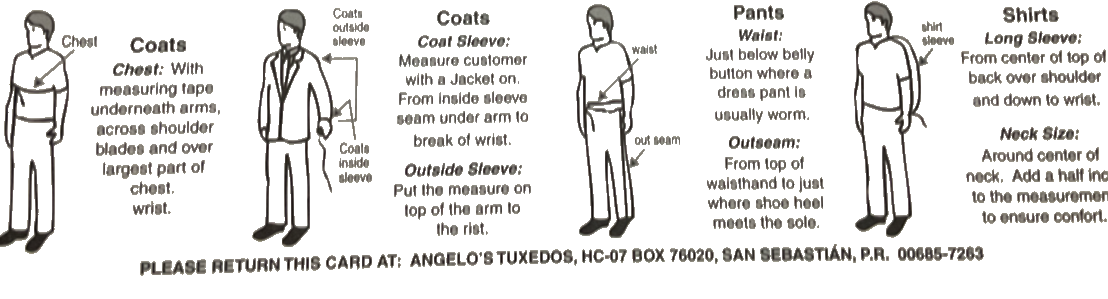 Chest
Coats
Chest: With
measuring tape
underneath arms,
across shoulder
blades and over
largest part of
chest.
wrist.
Coats
outside
sleeve
Coats
inside
sleeve
Coats
Coat Sleeve:
Measure customer
with a Jacket on.
From inside sleeve
seam under arm to
break of wrist.
Outside Sleeve:
Put the measure on
top of the arm to
the rist.
waist
out seam
Pants
Waist:
Just below belly
button where a
dress pant is
usually worm.
Outseam:
From top of
waisthand to just
where shoe heel
meets the sole.
shirt
sleeve
Shirts
Long Sleeve:
From center of top of
back over shoulder
and down to wrist.
Neck Size:
Around center of
neck. Add a half inc
to the measuremen
to ensure confort.
PLEASE RETURN THIS CARD AT: ANGELO'S TUXEDOS, HC-07 BOX 76020, SAN SEBASTIÁN, P.R. 00685-7263